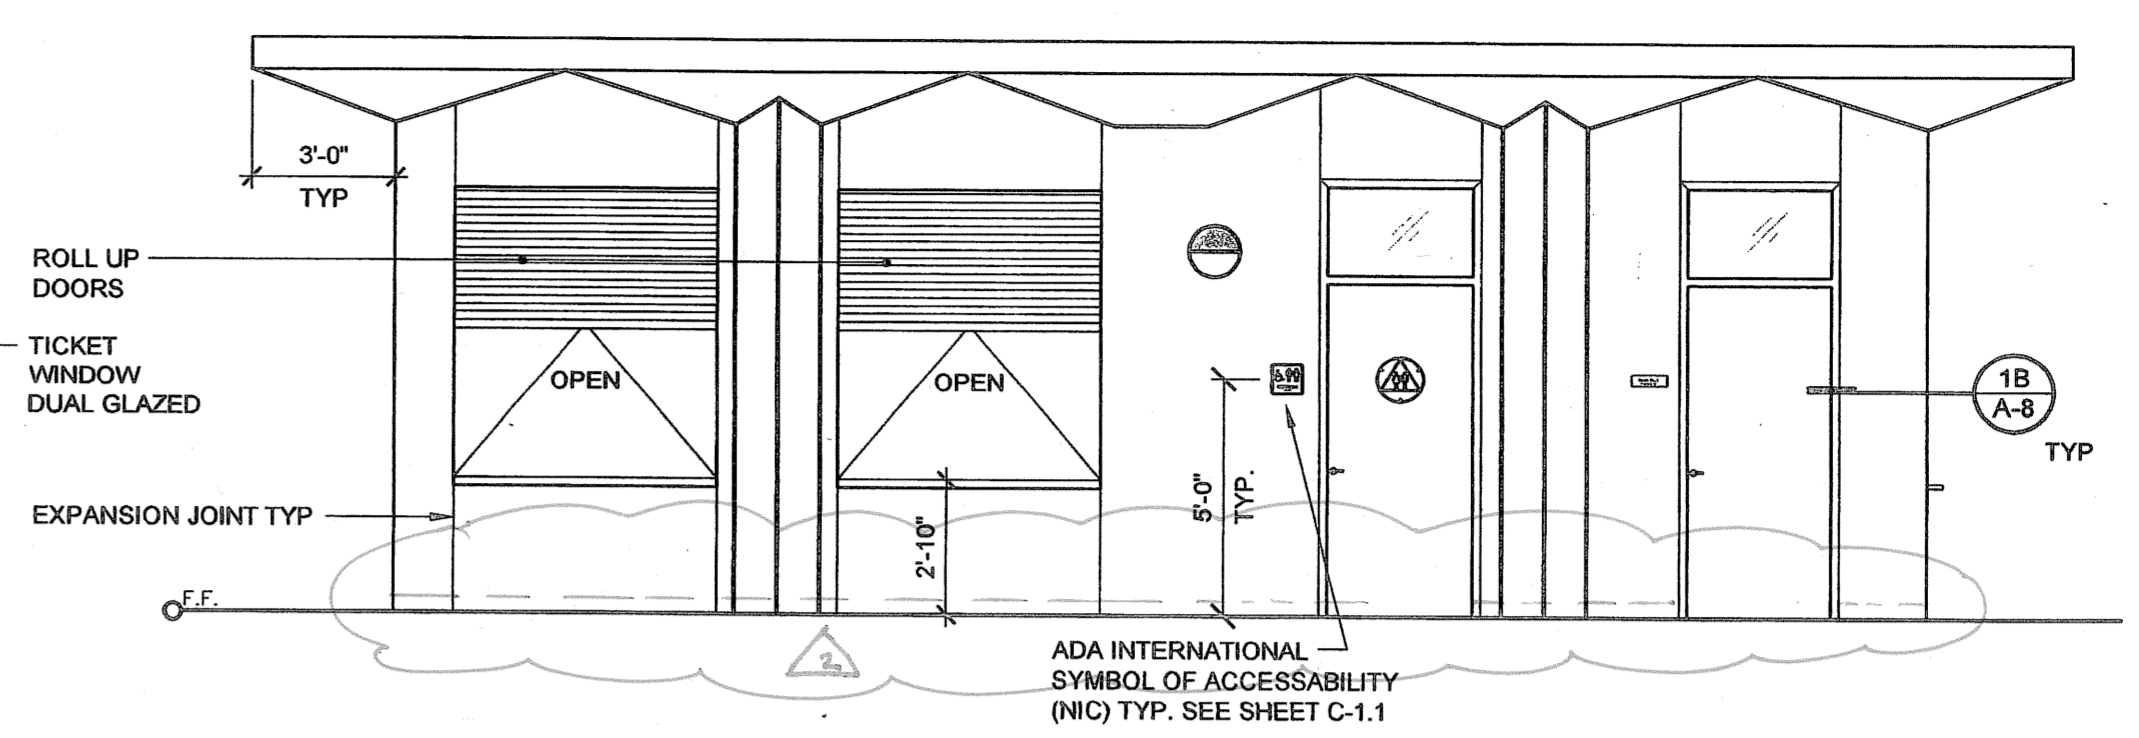 3'-0"
TYP
ROLL UP
DOORS
TICKET
WINDOW
DUAL GLAZED
OPEN
OPEN
1B
A-8
TYP
EXPANSION JOINT TYP
2'-10"
5'-0"
TYP.
F.F.
2
ADA INTERNATIONAL
SYMBOL OF ACCESSABILITY
(NIC) TYP. SEE SHEET C-1.1